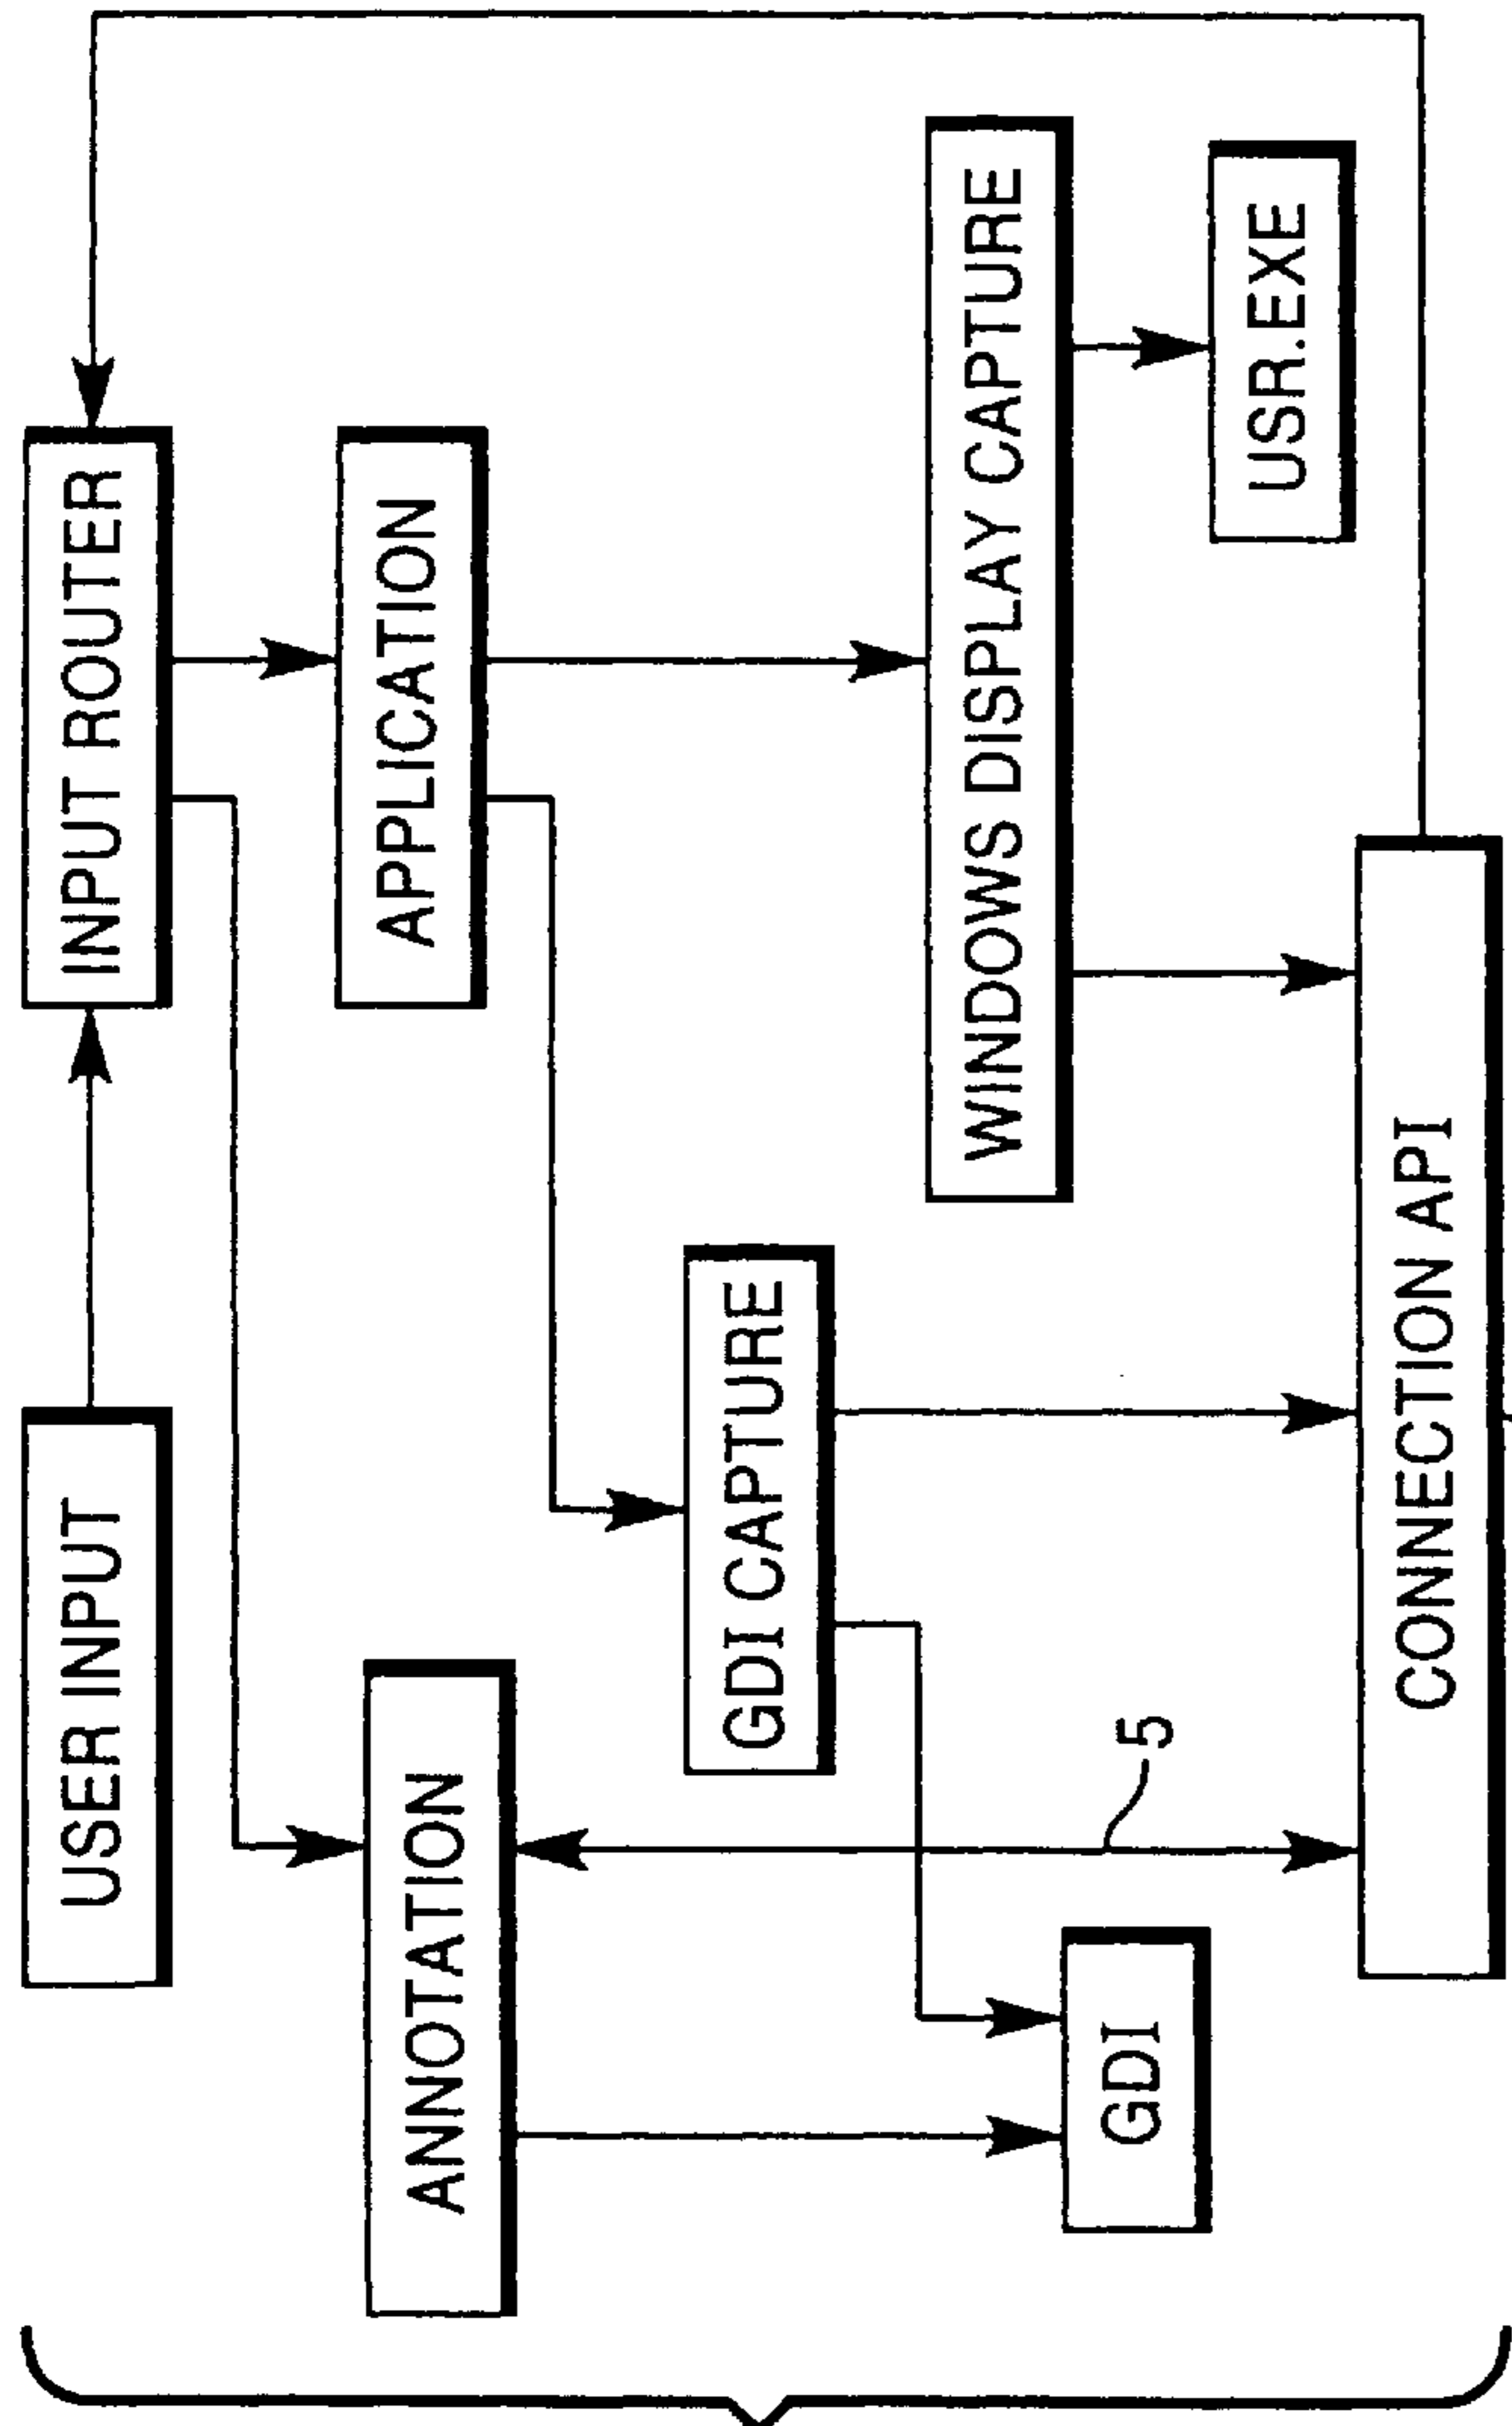 USER INPUT
INPUT ROUTER
ANNOTATION
APPLICATION
GDI CAPTURE
WINDOWS DISPLAY CAPTURE
GDI
5
USR.EXE
CONNECTION API